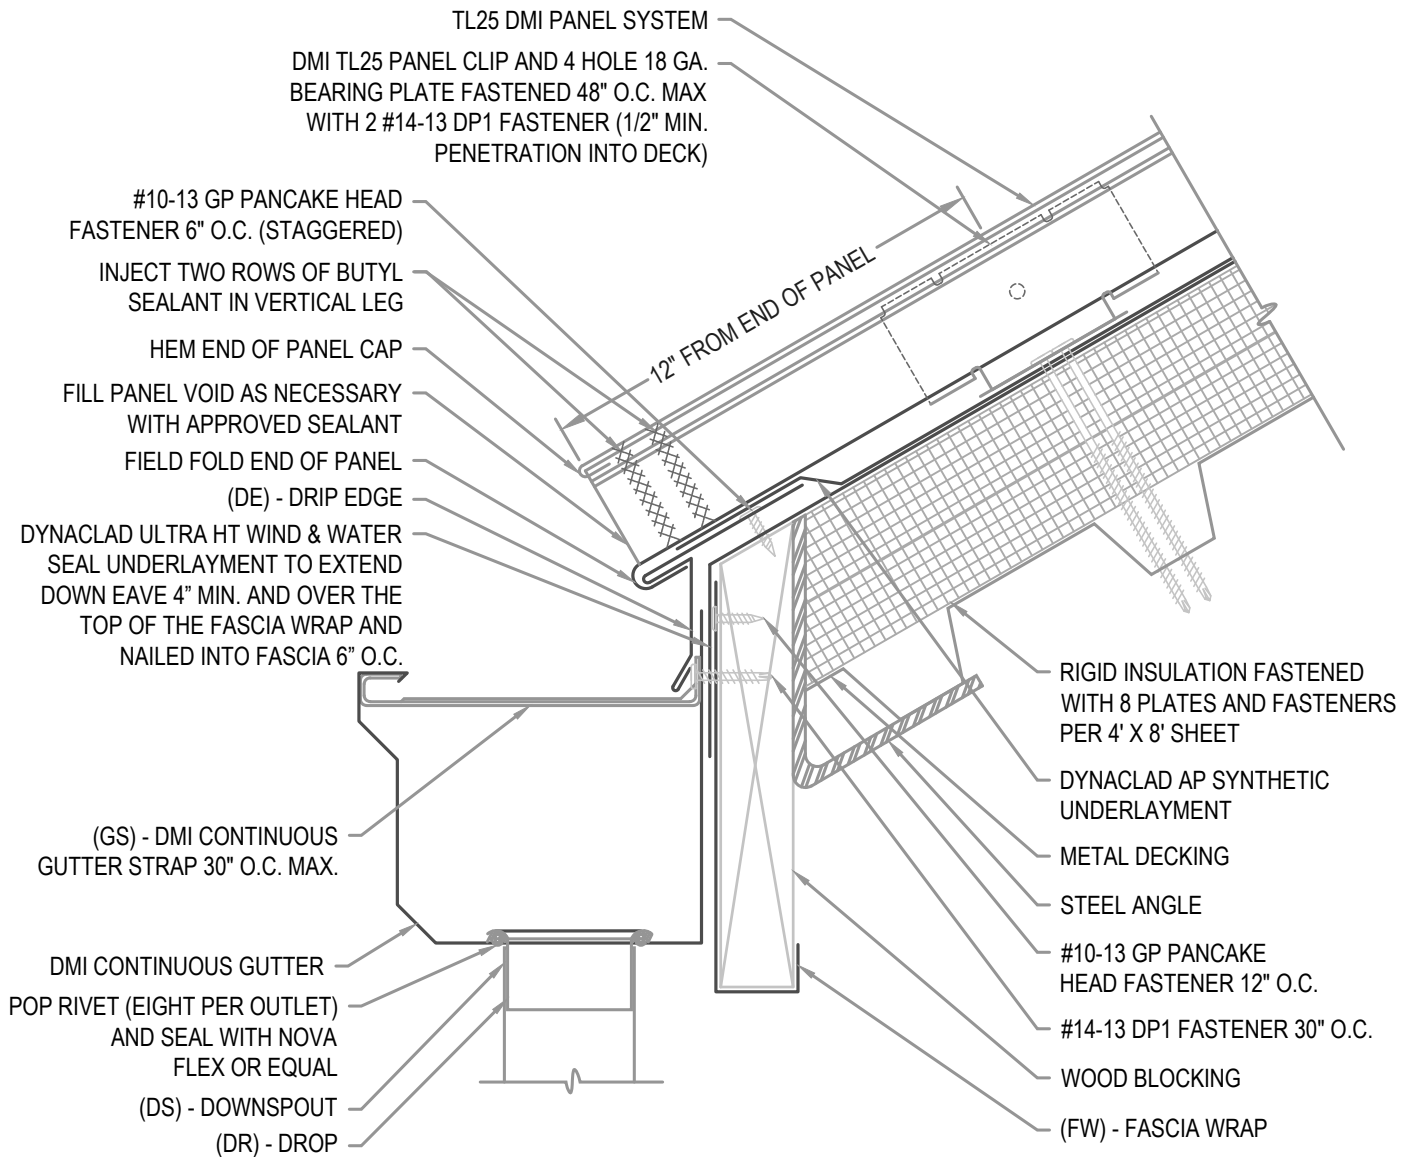 TL25 DMI PANEL SYSTEM
DMI TL25 PANEL CLIP AND 4 HOLE 18 GA.
BEARING PLATE FASTENED 48" O.C. MAX
WITH 2 #14-13 DP1 FASTENER (1/2" MIN.
PENETRATION INTO DECK)
#10-13 GP PANCAKE HEAD
FASTENER 6" O.C. (STAGGERED)
INJECT TWO ROWS OF BUTYL
SEALANT IN VERTICAL LEG
HEM END OF PANEL CAP
FILL PANEL VOID AS NECESSARY
WITH APPROVED SEALANT
FIELD FOLD END OF PANEL
(DE) - DRIP EDGE
DYNACLAD ULTRA HT WIND & WATER
SEAL UNDERLAYMENT TO EXTEND
DOWN EAVE 4” MIN. AND OVER THE
TOP OF THE FASCIA WRAP AND
NAILED INTO FASCIA 6” O.C.
(GS) - DMI CONTINUOUS
GUTTER STRAP 30" O.C. MAX.
DMI CONTINUOUS GUTTER
POP RIVET (EIGHT PER OUTLET)
AND SEAL WITH NOVA
FLEX OR EQUAL
(DS) - DOWNSPOUT
(DR) - DROP
12" FROM END OF PANEL
RIGID INSULATION FASTENED
WITH 8 PLATES AND FASTENERS
PER 4' X 8' SHEET
DYNACLAD AP SYNTHETIC
UNDERLAYMENT
METAL DECKING
STEEL ANGLE
#10-13 GP PANCAKE
HEAD FASTENER 12" O.C.
#14-13 DP1 FASTENER 30" O.C.
WOOD BLOCKING
(FW) - FASCIA WRAP